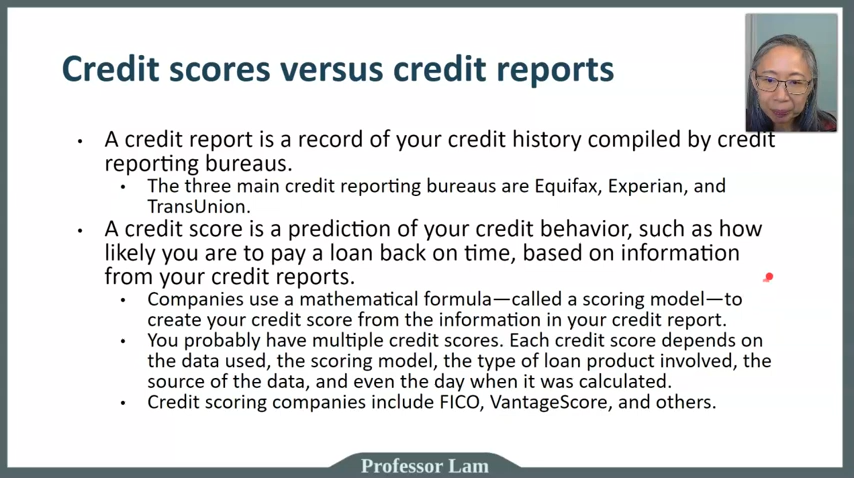 Credit scores versus credit reports
• A credit report is a record of your credit history compiled by credit
reporting bureaus.
• The three main credit reporting bureaus are Equifax, Experian, and
TransUnion.
• A credit score is a prediction of your credit behavior, such as how
likely you are to pay a loan back on time, based on information
from your credit reports.
• Companies use a mathematical formula—called a scoring model—to
create your credit score from the information in your credit report.
• You probably have multiple credit scores. Each credit score depends on
the data used, the scoring model, the type of loan product involved, the
source of the data, and even the day when it was calculated.
• Credit scoring companies include FICO, VantageScore, and others.
Professor Lam